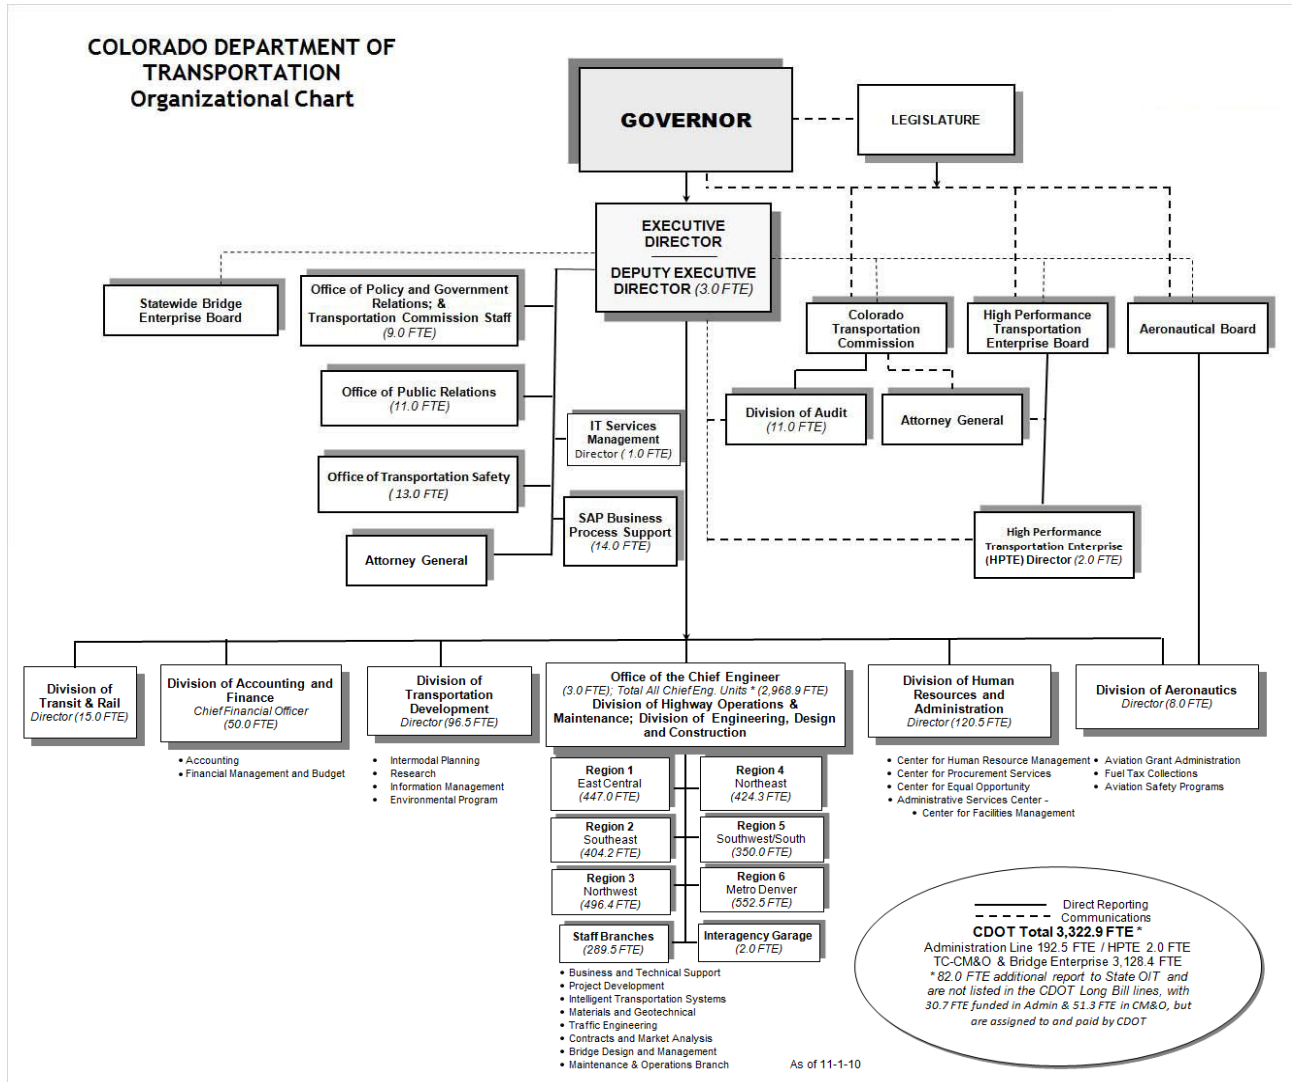 COLORADO DEPARTMENT OF
TRANSPORTATION
Organizational Chart
GOVERNOR
LEGISLATURE
EXECUTIVE
DIRECTOR
DEPUTY EXECUTIVE
DIRECTOR (3.0 FTE)
Statewide Bridge
Enterprise Board
Office of Policy and Government
Relations; &
Transportation Commission Staff
(9.0 FTE)
Colorado
Transportation
Commission
High Performance
Transportation
Enterprise Board
Aeronautical Board
Office of Public Relations
(11.0 FTE)
IT Services
Management
Director ( 1.0 FTE)
Division of Audit
(11.0 FTE)
Attorney General
Office of Transportation Safety
( 13.0 FTE)
SAP Business
Process Support
(14.0 FTE)
Attorney General
High Performance
Transportation Enterprise
(HPTE) Director (2.0 FTE)
Division of
Transit & Rail
Director (15.0 FTE)
Division of Accounting and
Finance
Chief Financial Officer
(50.0 FTE)
• Accounting
• Financial Management and Budget
Division of
Transportation
Development
Director (96.5 FTE)
• Intermodal Planning
• Research
• Information Management
• Environmental Program
Office of the Chief Engineer
(3.0 FTE); Total All Chief Eng. Units * (2,968.9 FTE)
Division of Highway Operations &
Maintenance; Division of Engineering, Design
and Construction
Region 1
East Central
(447.0 FTE)
Region 4
Northeast
(424.3 FTE)
Region 2
Southeast
(404.2 FTE)
Region 5
Southwest/South
(350.0 FTE)
Region 3
Northwest
(496.4 FTE)
Region 6
Metro Denver
(552.5 FTE)
Staff Branches
(289.5 FTE)
Interagency Garage
(2.0 FTE)
• Business and Technical Support
• Project Development
• Intelligent Transportation Systems
• Materials and Geotechnical
• Traffic Engineering
• Contracts and Market Analysis
• Bridge Design and Management
• Maintenance & Operations Branch
Division of Human
Resources and
Administration
Director (120.5 FTE)
• Center for Human Resource Management
• Center for Procurement Services
• Center for Equal Opportunity
• Administrative Services Center -
• Center for Facilities Management
Division of Aeronautics
Director (8.0 FTE)
• Aviation Grant Administration
• Fuel Tax Collections
• Aviation Safety Programs
Direct Reporting
Communications
CDOT Total 3,322.9 FTE *
Administration Line 192.5 FTE / HPTE 2.0 FTE
TC-CM&O & Bridge Enterprise 3,128.4 FTE
* 82.0 FTE additional report to State OIT and
are not listed in the CDOT Long Bill lines, with
30.7 FTE funded in Admin & 51.3 FTE in CM&O, but
are assigned to and paid by CDOT
As of 11-1-10